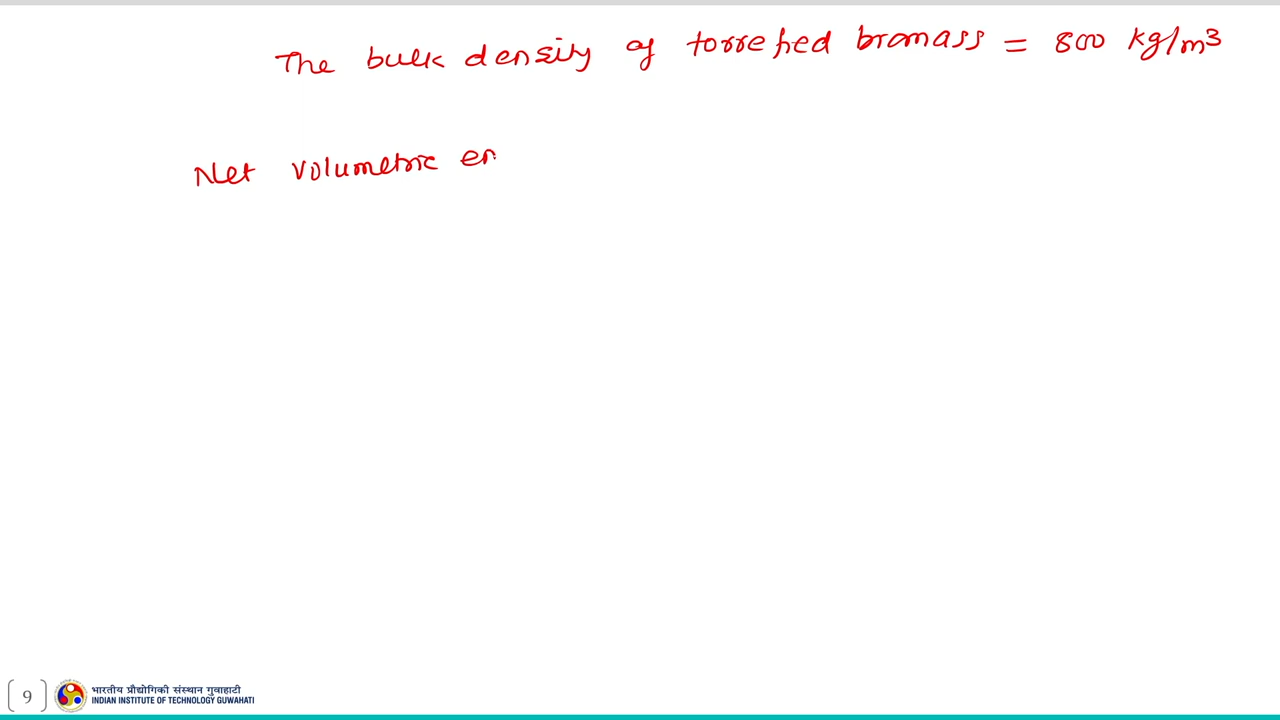 The bulk density of torrefied biomass = 800 kg/m³
Net volumetric en
9
भारतीय प्रौद्योगिकी संस्थान गुवाहाटी
INDIAN INSTITUTE OF TECHNOLOGY GUWAHATI